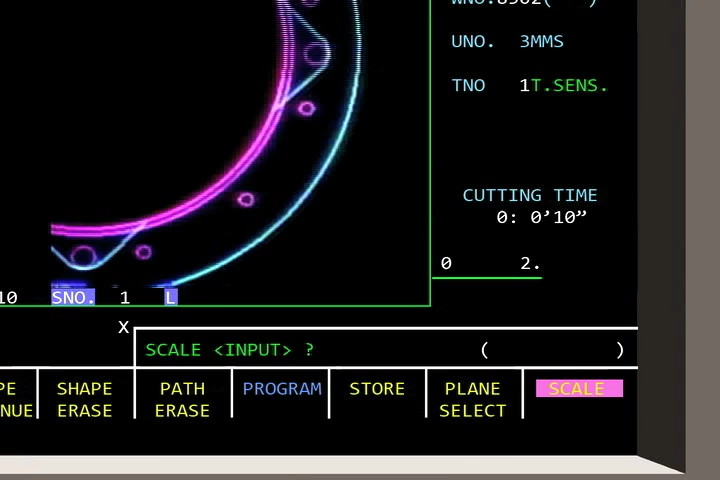 UNO. 3MMS
TNO 1T.SENS.
CUTTING TIME
0: 0’10”
0 2.
10 SNO. 1 L
X
SCALE <INPUT> ? ( )
SHAPE ERASE
PATH ERASE
PROGRAM
STORE
PLANE SELECT
SCALE